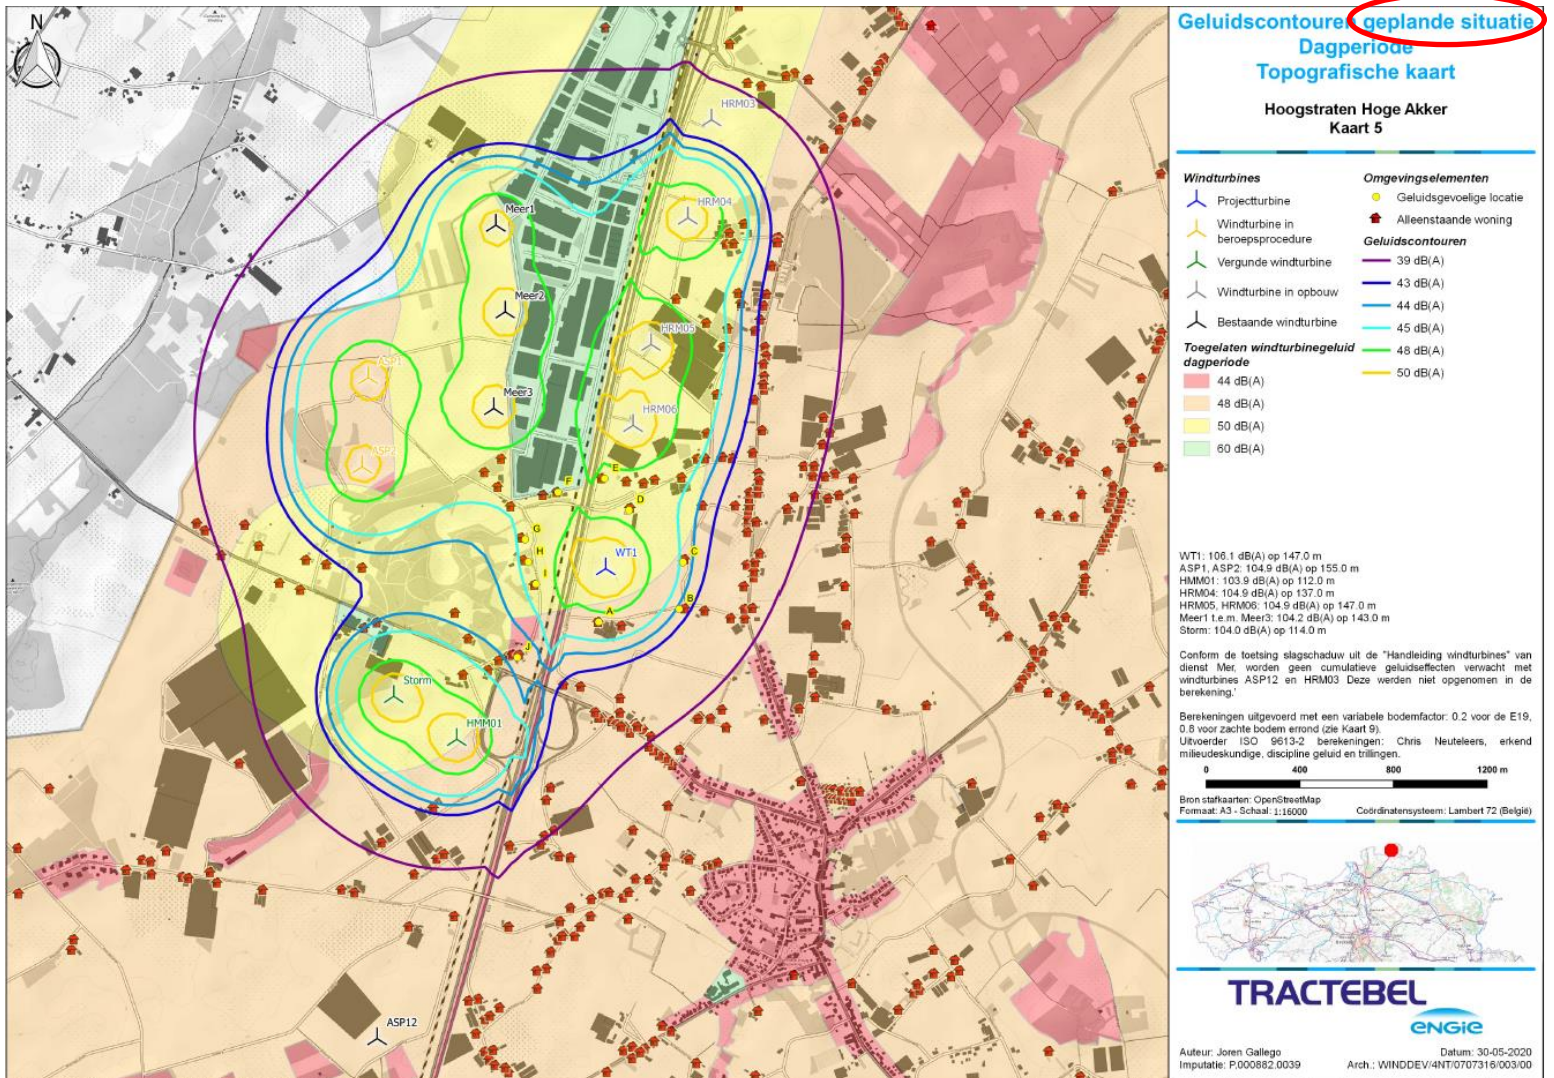 N
HRM03
HRM04
Meer1
Meer2
HRM05
ASP1
Meer3
HRM06
ASP2
E
F
D
G
H
WT1
C
I
B
A
J
Storm
HMM01
ASP12
Geluidscontouren geplande situatie
Dagperiode
Topografische kaart
Hoogstraten Hoge Akker
Kaart 5
Windturbines
Projectturbine
Windturbine in
beroepsprocedure
Vergunde windturbine
Windturbine in opbouw
Bestaande windturbine
Toegelaten windturbinegeluid
dagperiode
44 dB(A)
48 dB(A)
50 dB(A)
60 dB(A)
Omgevingselementen
Geluidsgevoelige locatie
Alleenstaande woning
Geluidscontouren
39 dB(A)
43 dB(A)
44 dB(A)
45 dB(A)
48 dB(A)
50 dB(A)
WT1: 106.1 dB(A) op 147.0 m
ASP1, ASP2: 104.9 dB(A) op 155.0 m
HMM01: 103.9 dB(A) op 112.0 m
HRM04: 104.9 dB(A) op 137.0 m
HRM05, HRM06: 104.9 dB(A) op 147.0 m
Meer1 t.e.m. Meer3: 104.2 dB(A) op 143.0 m
Storm: 104.0 dB(A) op 114.0 m
Conform de toetsing slagschaduw uit de "Handleiding windturbines" van
dienst Mer, worden geen cumulatieve geluidseffecten verwacht met
windturbines ASP12 en HRM03 Deze werden niet opgenomen in de
berekening.'
Berekeningen uitgevoerd met een variabele bodemfactor: 0.2 voor de E19,
0.8 voor zachte bodem errond (zie Kaart 9).
Uitvoerder ISO 9613-2 berekeningen: Chris Neuteleers, erkend
milieudeskundige, discipline geluid en trillingen.
0 400 800 1200 m
Bron stafkaarten: OpenStreetMap
Formaat: A3 - Schaal: 1:16000 Coördinatensysteem: Lambert 72 (België)
TRACTEBEL
ENGIE
Auteur: Joren Gallego Datum: 30-05-2020
Imputatie: P.000882.0039 Arch.: WINDDEV/4NT/0707316/003/00